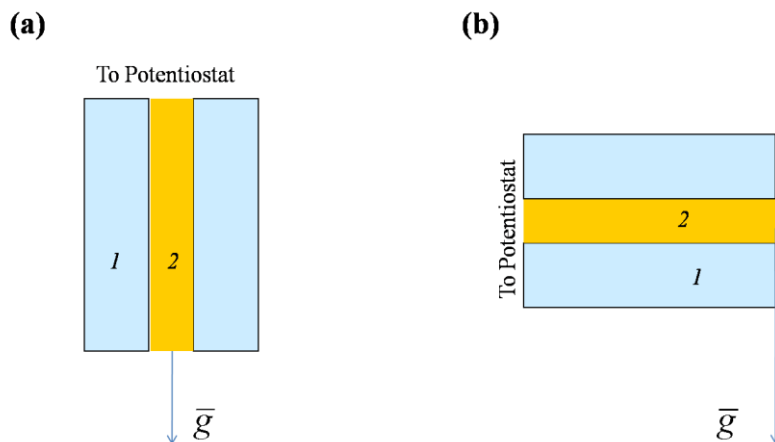 (a)
To Potentiostat
1
2
g̅
(b)
To Potentiostat
2
1
g̅